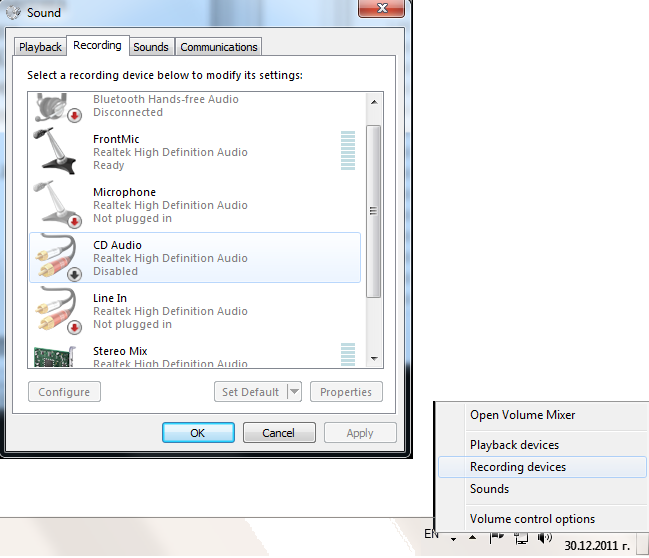 Sound
Playback
Recording
Sounds
Communications
Select a recording device below to modify its settings:
Bluetooth Hands-free Audio
Disconnected
FrontMic
Realtek High Definition Audio
Ready
Microphone
Realtek High Definition Audio
Not plugged in
CD Audio
Realtek High Definition Audio
Disabled
Line In
Realtek High Definition Audio
Not plugged in
Stereo Mix
Realtek High Definition Audio
Configure
Set Default
Properties
OK
Cancel
Apply
Open Volume Mixer
Playback devices
Recording devices
Sounds
Volume control options
EN
30.12.2011 г.